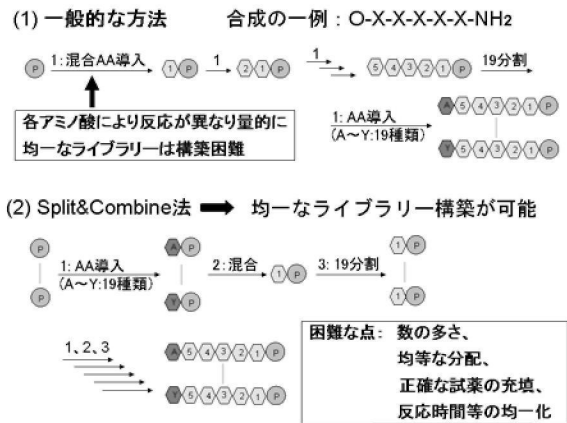 (1) 一般的な方法 合成の一例：O-X-X-X-X-X-NH2
P 1:混合AA導入 1 P 1 2 1 P 1 5 4 3 2 1 P 19分割
各アミノ酸により反応が異なり量的に
均一なライブラリーは構築困難
1: AA導入
(A～Y:19種類)
A 5 4 3 2 1 P
Y 5 4 3 2 1 P
(2) Split&Combine法 ➡ 均一なライブラリー構築が可能
P
P
1: AA導入
(A～Y:19種類)
A P
Y P
2:混合
1 P
3: 19分割
1 P
1 P
1、2、3
A 5 4 3 2 1 P
Y 5 4 3 2 1 P
困難な点： 数の多さ、
均等な分配、
正確な試薬の充填、
反応時間等の均一化